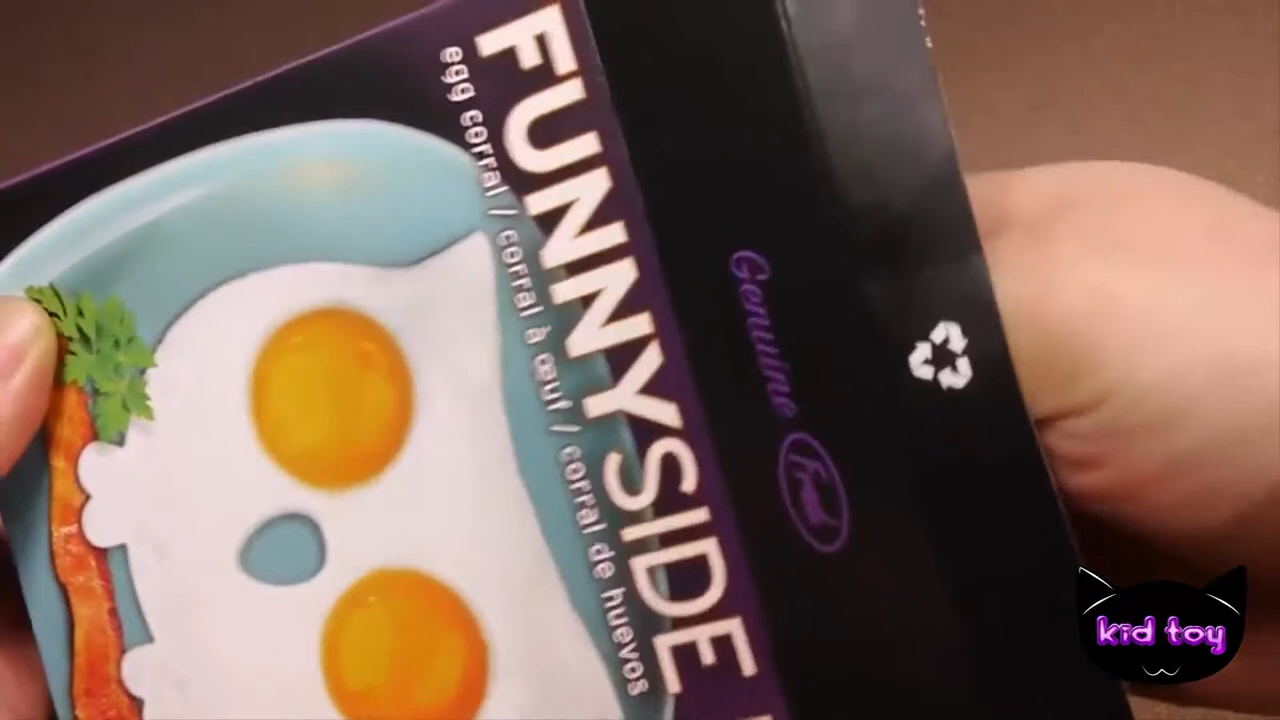 FUNNYSIDE
egg corral / corral à œuf / corral de huevos
Genuine
kid toy